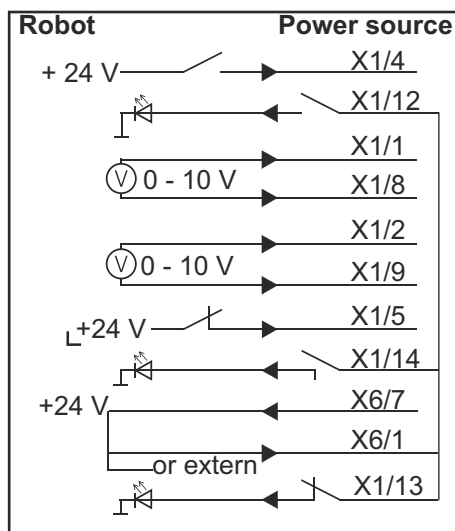 Robot Power source
+ 24 V X1/4
X1/12
X1/1
V 0 - 10 V
X1/8
X1/2
V 0 - 10 V
X1/9
+24 V X1/5
X1/14
+24 V X6/7
X6/1
or extern
X1/13